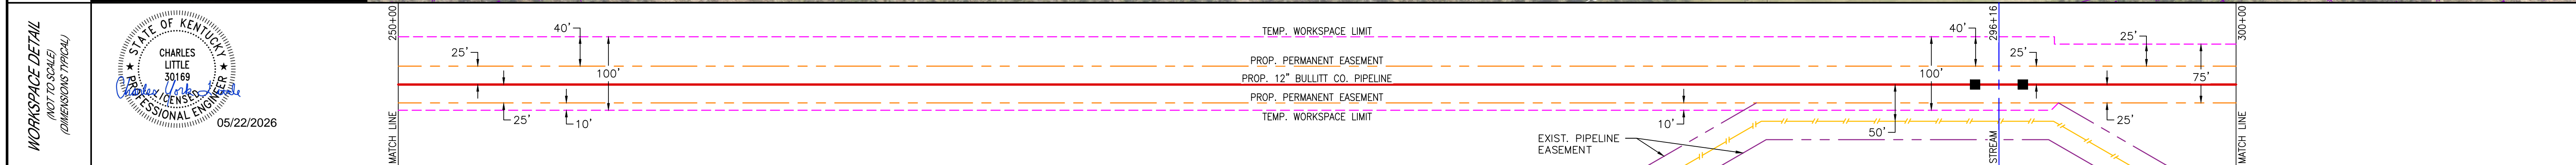 WORKSPACE DETAIL
(NOT TO SCALE)
(DIMENSIONS TYPICAL)
STATE OF KENTUCKY
CHARLES
LITTLE
30169
LICENSED
PROFESSIONAL ENGINEER
Charles York Little
05/22/2026
250+00
MATCH LINE
25'
40'
100'
25'
10'
TEMP. WORKSPACE LIMIT
PROP. PERMANENT EASEMENT
PROP. 12" BULLITT CO. PIPELINE
PROP. PERMANENT EASEMENT
TEMP. WORKSPACE LIMIT
EXIST. PIPELINE
EASEMENT
10'
50'
100'
40'
296+16
STREAM
25'
25'
25'
75'
300+00
MATCH LINE